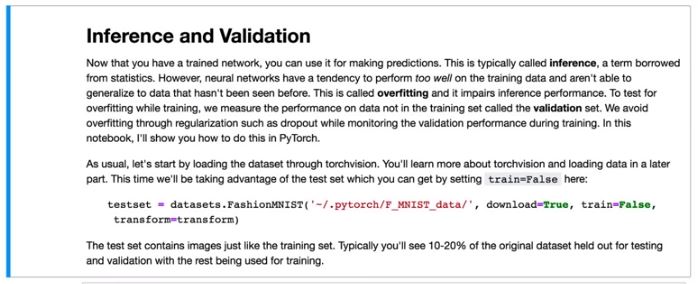 Inference and Validation
Now that you have a trained network, you can use it for making predictions. This is typically called inference, a term borrowed
from statistics. However, neural networks have a tendency to perform too well on the training data and aren't able to
generalize to data that hasn't been seen before. This is called overfitting and it impairs inference performance. To test for
overfitting while training, we measure the performance on data not in the training set called the validation set. We avoid
overfitting through regularization such as dropout while monitoring the validation performance during training. In this
notebook, I'll show you how to do this in PyTorch.
As usual, let's start by loading the dataset through torchvision. You'll learn more about torchvision and loading data in a later
part. This time we'll be taking advantage of the test set which you can get by setting train=False here:
testset = datasets.FashionMNIST('~/.pytorch/F_MNIST_data/', download=True, train=False,
transform=transform)
The test set contains images just like the training set. Typically you'll see 10-20% of the original dataset held out for testing
and validation with the rest being used for training.